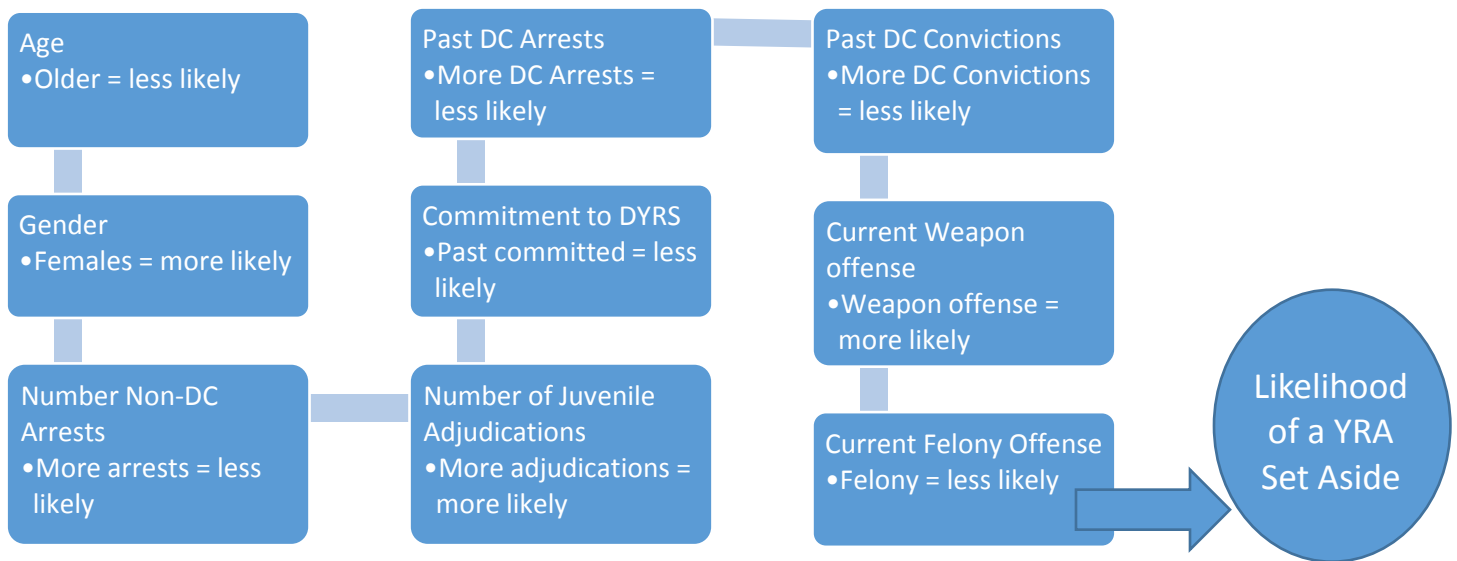 Age
•Older = less likely
Gender
•Females = more likely
Number Non-DC
Arrests
•More arrests = less
likely
Number of Juvenile
Adjudications
•More adjudications =
more likely
Commitment to DYRS
•Past committed = less
likely
Past DC Arrests
•More DC Arrests =
less likely
Past DC Convictions
•More DC Convictions
= less likely
Current Weapon
offense
•Weapon offense =
more likely
Current Felony Offense
•Felony = less likely
Likelihood
of a YRA
Set Aside